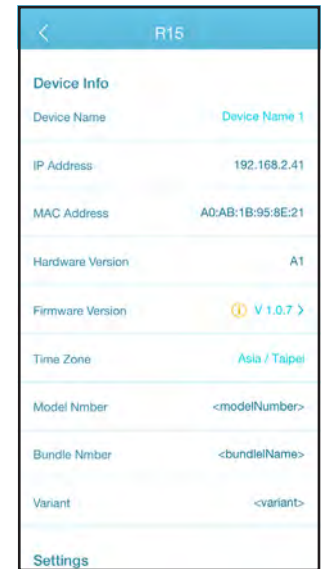 R15
Device Info
Device Name Device Name 1
IP Address 192.168.2.41
MAC Address A0:AB:1B:95:8E:21
Hardware Version A1
Firmware Version V 1.0.7
Time Zone Asia / Taipei
Model Nmber <modelNumber>
Bundle Nmber <bundlelName>
Variant <variant>
Settings